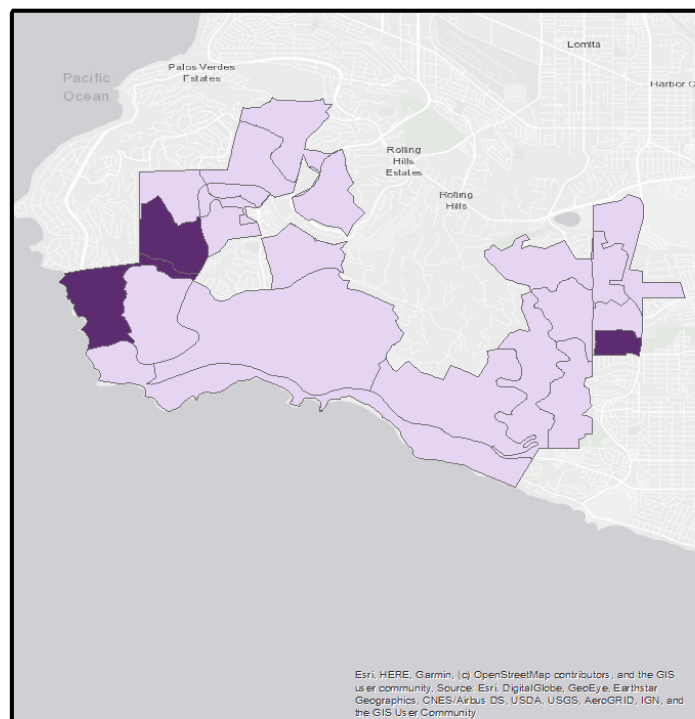 Lomita
Palos Verdes
Estates
Pacific
Ocean
Harbor C
Rolling
Hills
Estates
Rolling
Hills
Esri, HERE, Garmin, (c) OpenStreetMap contributors, and the GIS
user community, Source: Esri, DigitalGlobe, GeoEye, Earthstar
Geographics, CNES/Airbus DS, USDA, USGS, AeroGRID, IGN, and
the GIS User Community